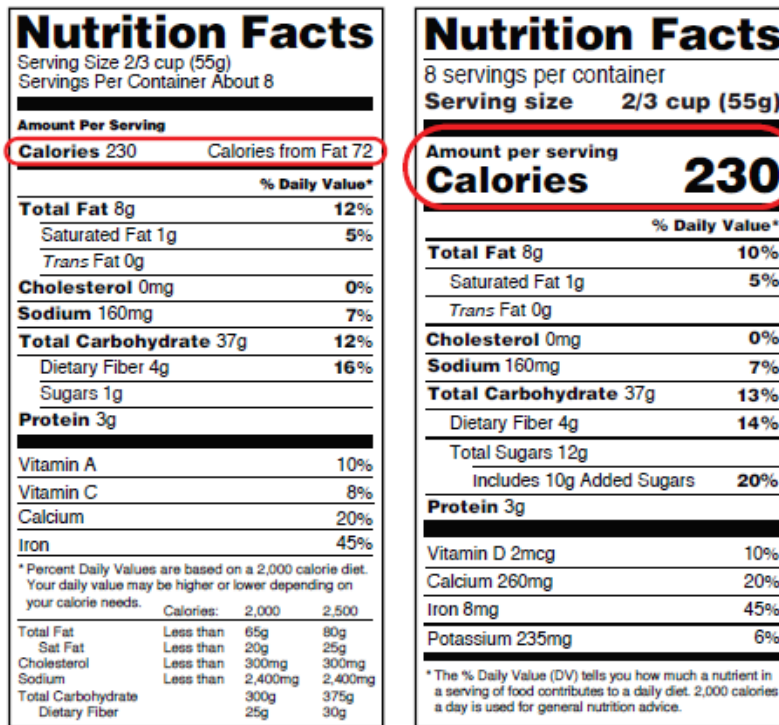 Nutrition Facts
Serving Size 2/3 cup (55g)
Servings Per Container About 8
Amount Per Serving
Calories 230 Calories from Fat 72
% Daily Value*
Total Fat 8g 12%
Saturated Fat 1g 5%
Trans Fat 0g
Cholesterol 0mg 0%
Sodium 160mg 7%
Total Carbohydrate 37g 12%
Dietary Fiber 4g 16%
Sugars 1g
Protein 3g
Vitamin A 10%
Vitamin C 8%
Calcium 20%
Iron 45%
* Percent Daily Values are based on a 2,000 calorie diet.
Your daily value may be higher or lower depending on
your calorie needs.
Calories: 2,000 2,500
Total Fat Less than 65g 80g
Sat Fat Less than 20g 25g
Cholesterol Less than 300mg 300mg
Sodium Less than 2,400mg 2,400mg
Total Carbohydrate 300g 375g
Dietary Fiber 25g 30g
Nutrition Facts
8 servings per container
Serving size 2/3 cup (55g)
Amount per serving
Calories 230
% Daily Value*
Total Fat 8g 10%
Saturated Fat 1g 5%
Trans Fat 0g
Cholesterol 0mg 0%
Sodium 160mg 7%
Total Carbohydrate 37g 13%
Dietary Fiber 4g 14%
Total Sugars 12g
Includes 10g Added Sugars 20%
Protein 3g
Vitamin D 2mcg 10%
Calcium 260mg 20%
Iron 8mg 45%
Potassium 235mg 6%
* The % Daily Value (DV) tells you how much a nutrient in
a serving of food contributes to a daily diet. 2,000 calories
a day is used for general nutrition advice.